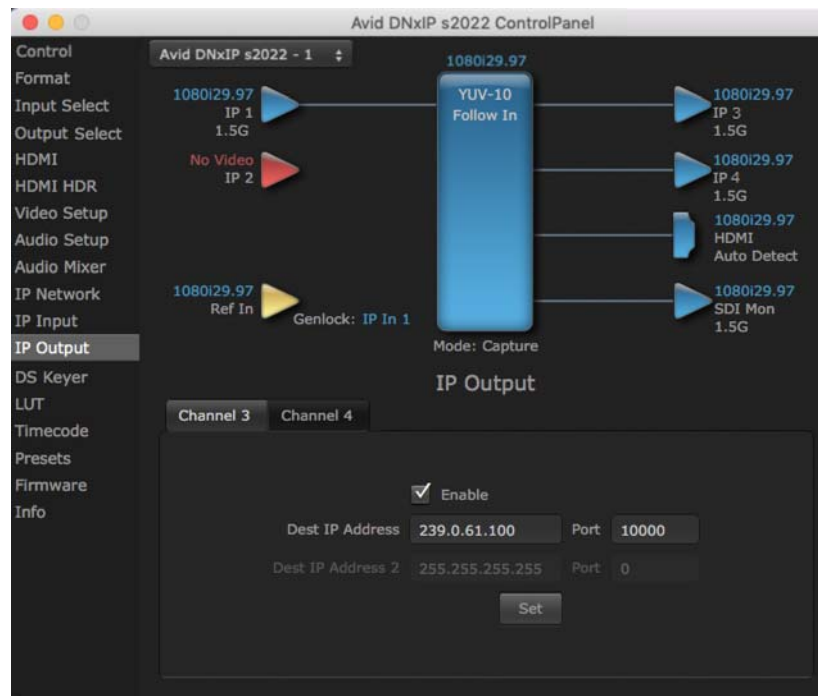 Avid DNxIP s2022 ControlPanel
Control
Format
Input Select
Output Select
HDMI
HDMI HDR
Video Setup
Audio Setup
Audio Mixer
IP Network
IP Input
IP Output
DS Keyer
LUT
Timecode
Presets
Firmware
Info
Avid DNxIP s2022 - 1
1080i29.97
IP 1
1.5G
No Video
IP 2
1080i29.97
Ref In
Genlock: IP In 1
1080i29.97
YUV-10
Follow In
Mode: Capture
1080i29.97
IP 3
1.5G
1080i29.97
IP 4
1.5G
1080i29.97
HDMI
Auto Detect
1080i29.97
SDI Mon
1.5G
IP Output
Channel 3 Channel 4
Enable
Dest IP Address 239.0.61.100 Port 10000
Dest IP Address 2 255.255.255.255 Port 0
Set